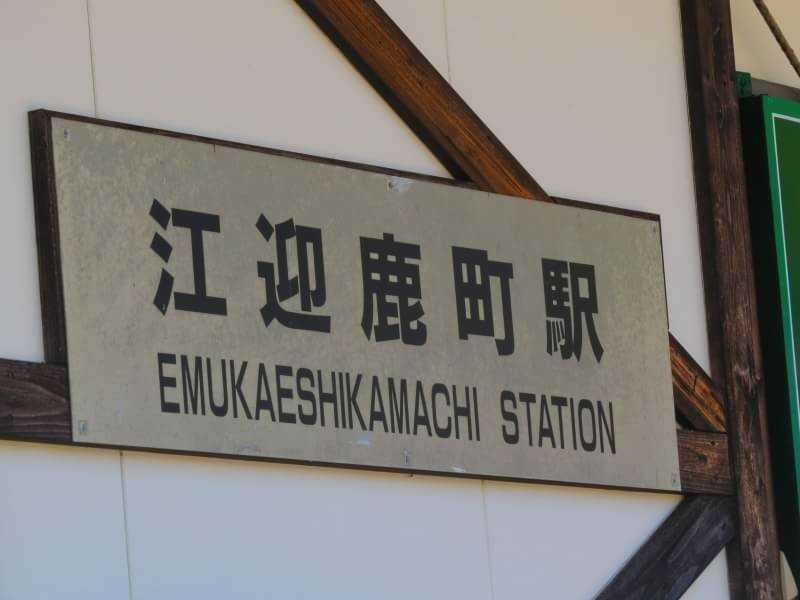 江迎鹿町駅
EMUKAESHIKAMACHI STATION